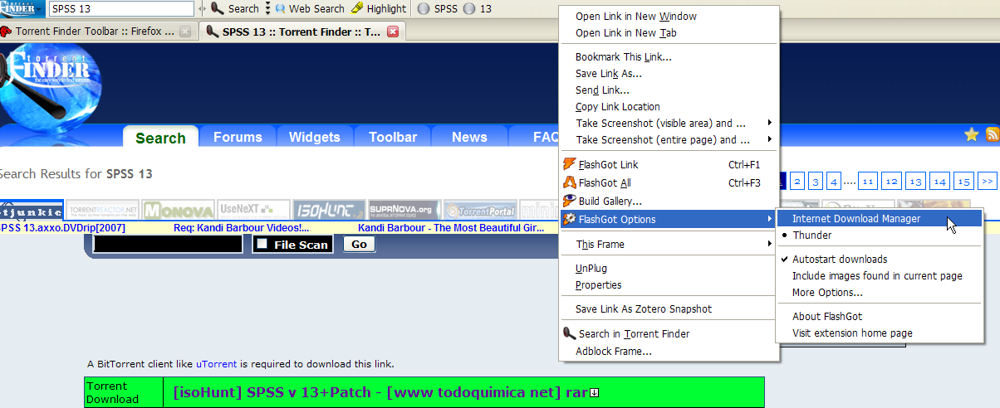 FINDER SPSS 13 Search Web Search Highlight SPSS 13
Torrent Finder Toolbar :: Firefox ... SPSS 13 :: Torrent Finder :: T...
torrent
FINDER
Search Forums Widgets Toolbar News FAQ
Search Results for SPSS 13
2 3 4 .... 11 12 13 14 15 >>
tjunkie TORRENTREACTOR.NET MONOVA UseNeXT ISOHUNT SUPRNOVA.org TorrentPortal mini
SPSS 13.axxo.DVDrip[2007] Req: Kandi Barbour Videos!... Kandi Barbour - The Most Beautiful Gir...
File Scan Go
A BitTorrent client like uTorrent is required to download this link.
Torrent
Download
[isoHunt] SPSS v 13+Patch - [www todoquimica net] rar
Open Link in New Window
Open Link in New Tab
Bookmark This Link...
Save Link As...
Send Link...
Copy Link Location
Take Screenshot (visible area) and ...
Take Screenshot (entire page) and ...
FlashGot Link Ctrl+F1
FlashGot All Ctrl+F3
Build Gallery...
FlashGot Options
This Frame
UnPlug
Properties
Save Link As Zotero Snapshot
Search in Torrent Finder
Adblock Frame...
Internet Download Manager
Thunder
Autostart downloads
Include images found in current page
More Options...
About FlashGot
Visit extension home page